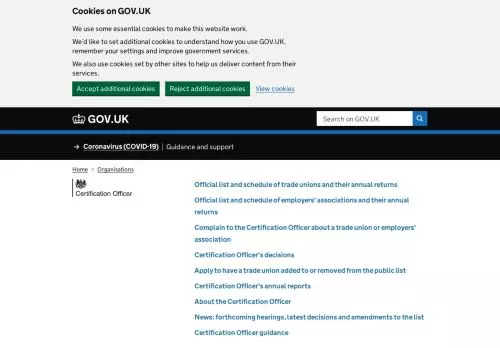 Cookies on GOV.UK
We use some essential cookies to make this website work.
We'd like to set additional cookies to understand how you use GOV.UK,
remember your settings and improve government services.
We also use cookies set by other sites to help us deliver content from their
services.
Accept additional cookies Reject additional cookies View cookies
GOV.UK Search on GOV.UK
→ Coronavirus (COVID-19) | Guidance and support
Home > Organisations
Certification Officer
Official list and schedule of trade unions and their annual returns
Official list and schedule of employers' associations and their annual
returns
Complain to the Certification Officer about a trade union or employers'
association
Certification Officer's decisions
Apply to have a trade union added to or removed from the public list
Certification Officer's annual reports
About the Certification Officer
News: forthcoming hearings, latest decisions and amendments to the list
Certification Officer guidance